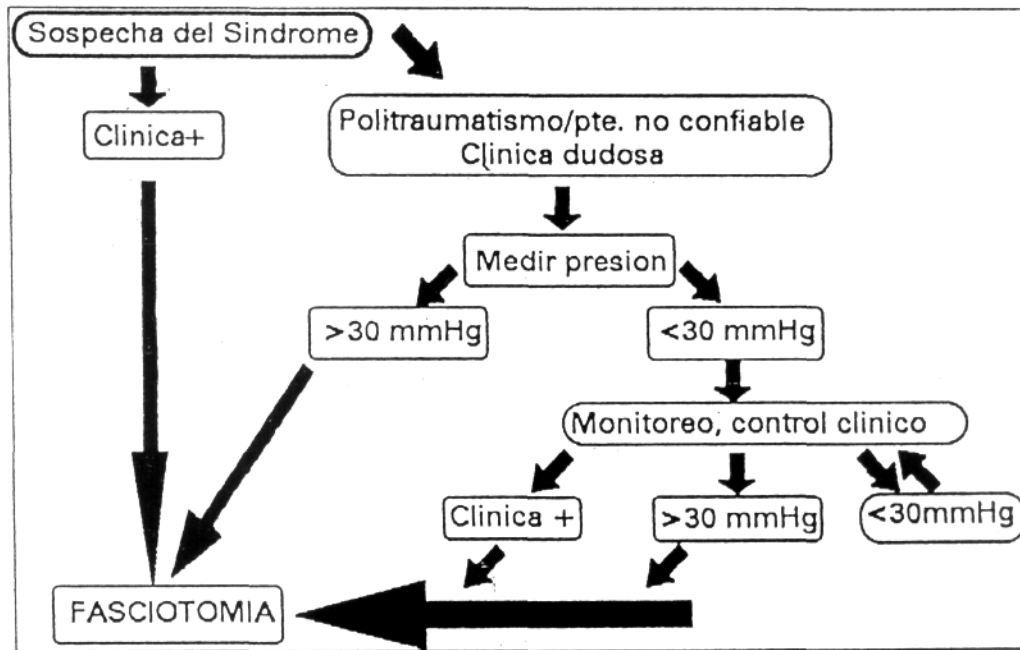 Sospecha del Sindrome
Clinica+
Politraumatismo/pte. no confiable
Clinica dudosa
Medir presion
>30 mmHg
<30 mmHg
Monitoreo, control clinico
Clinica +
>30 mmHg
<30mmHg
FASCIOTOMIA